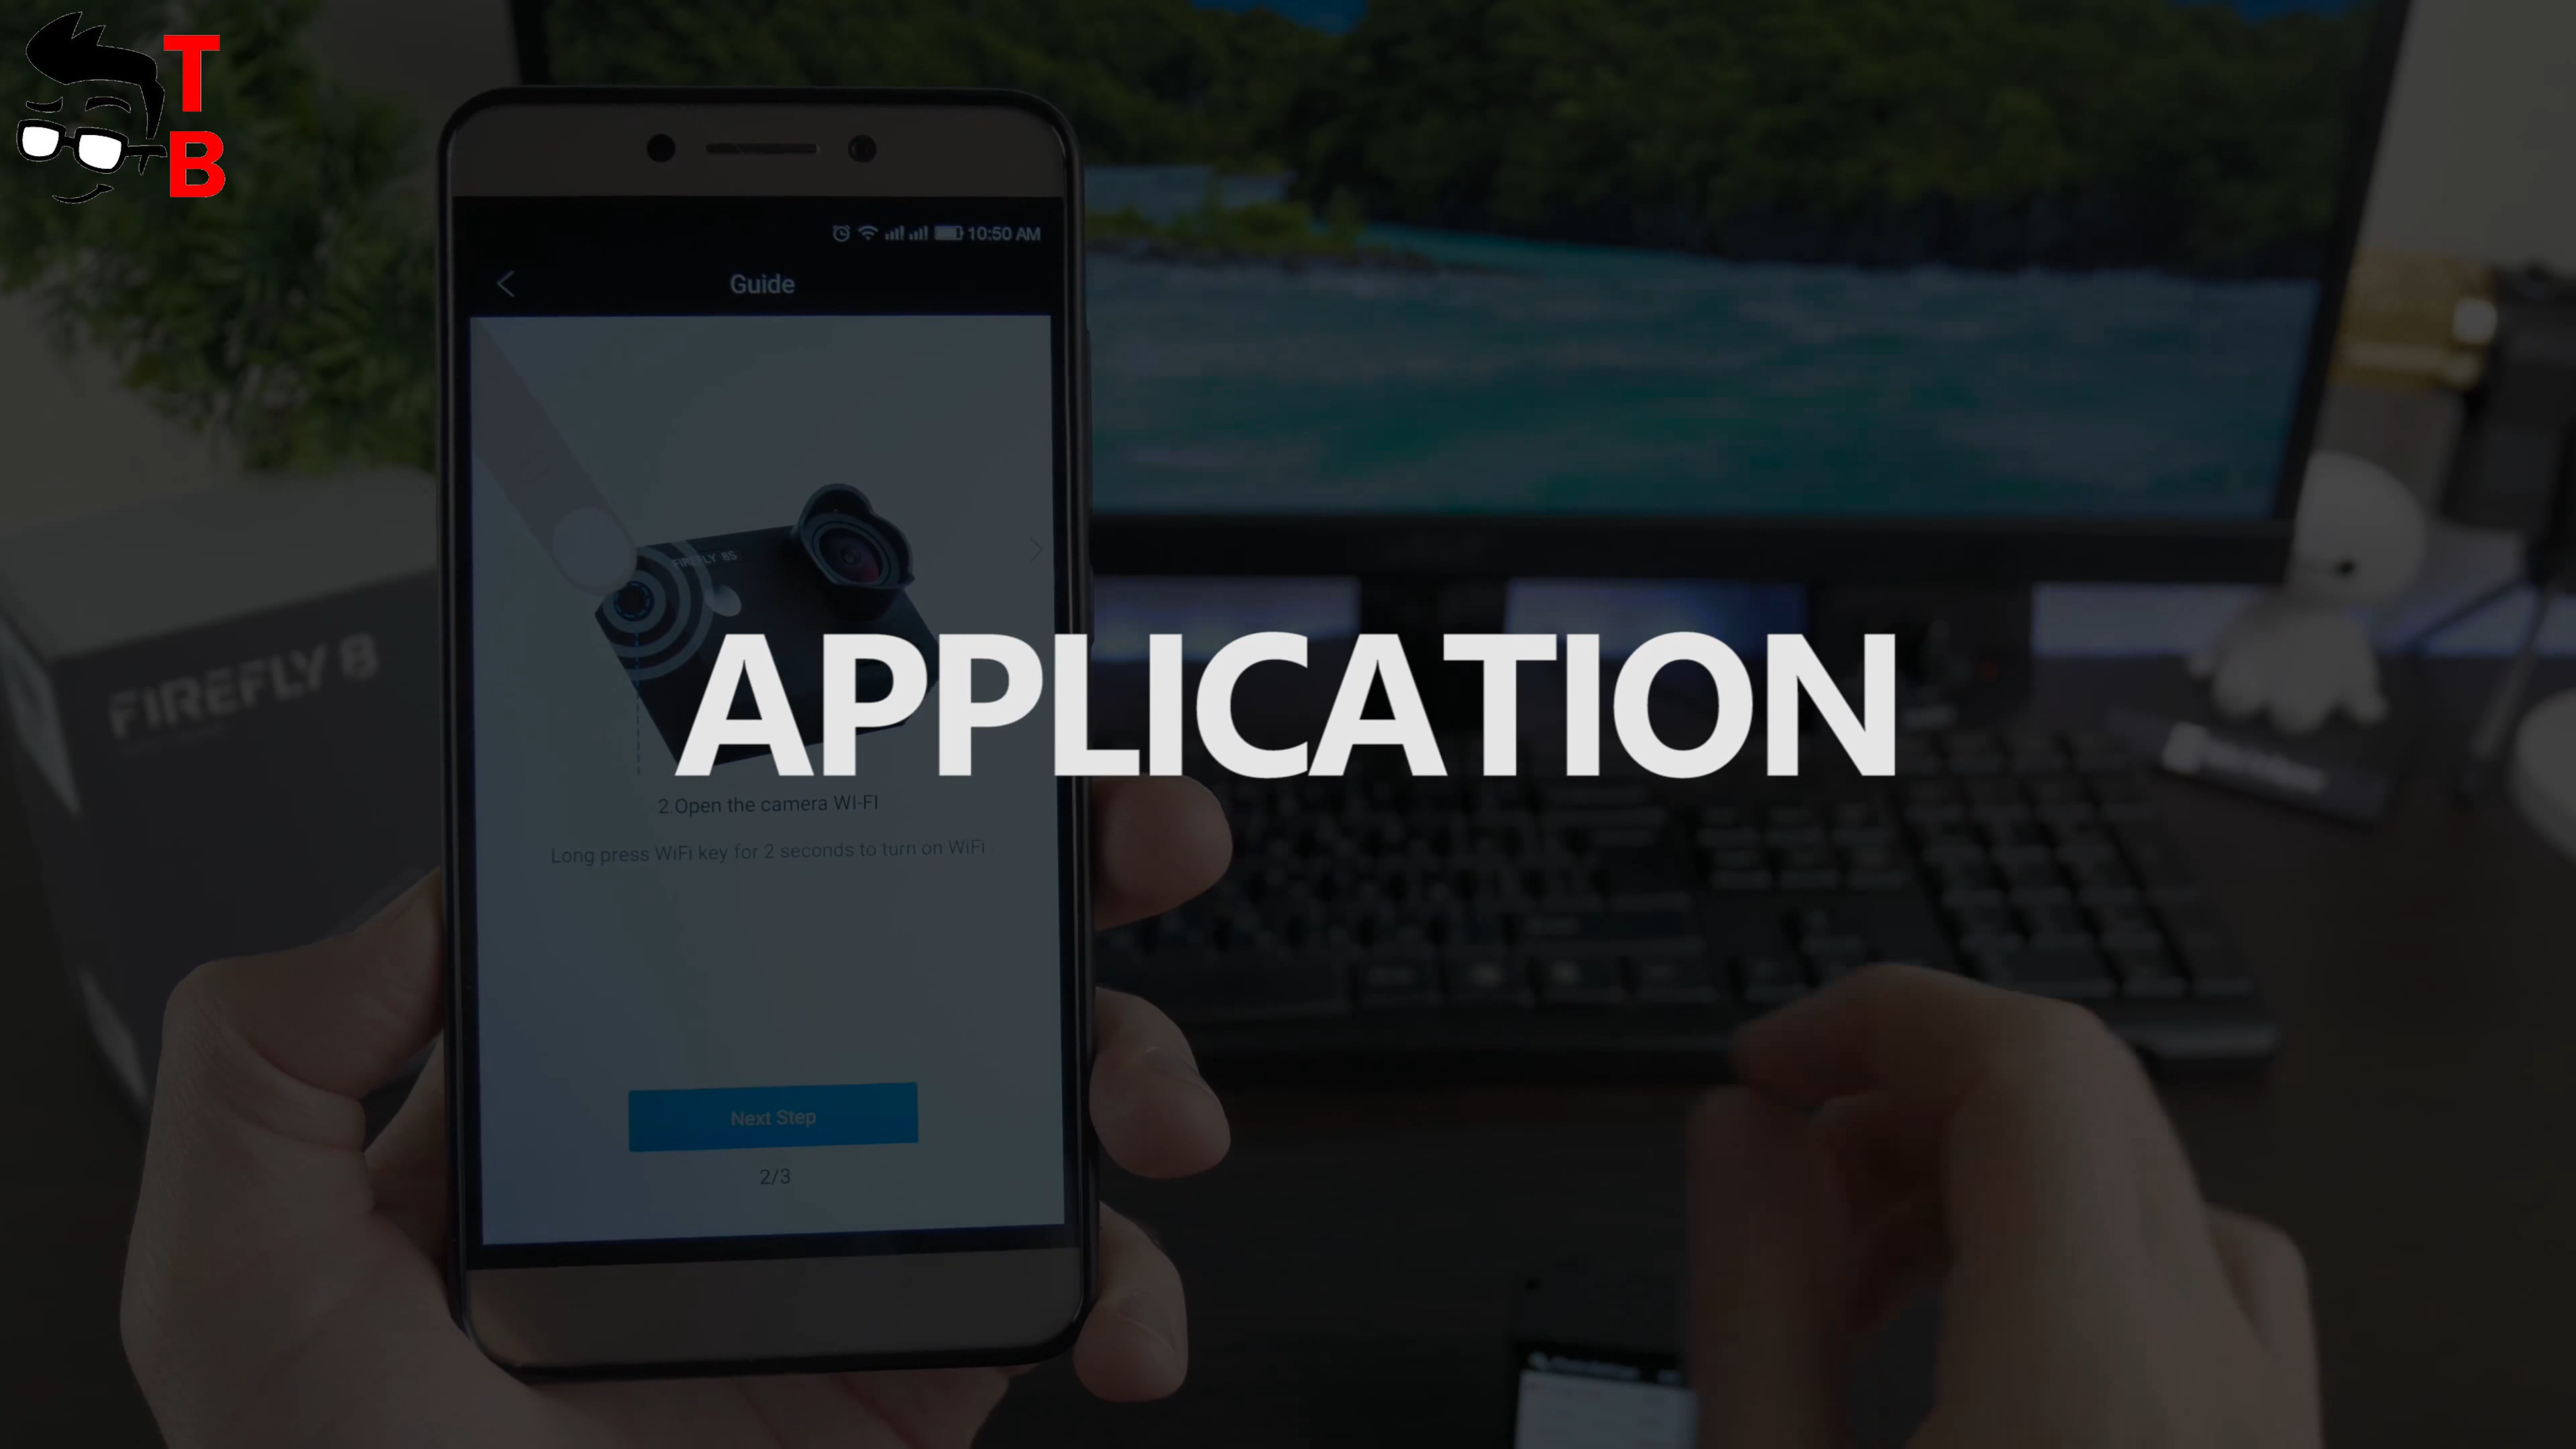 T
B
10:50 AM
Guide
FIREFLY 8S
FIREFLY 8
APPLICATION
2.Open the camera WI-FI
Long press WiFi key for 2 seconds to turn on WiFi
Next Step
2/3